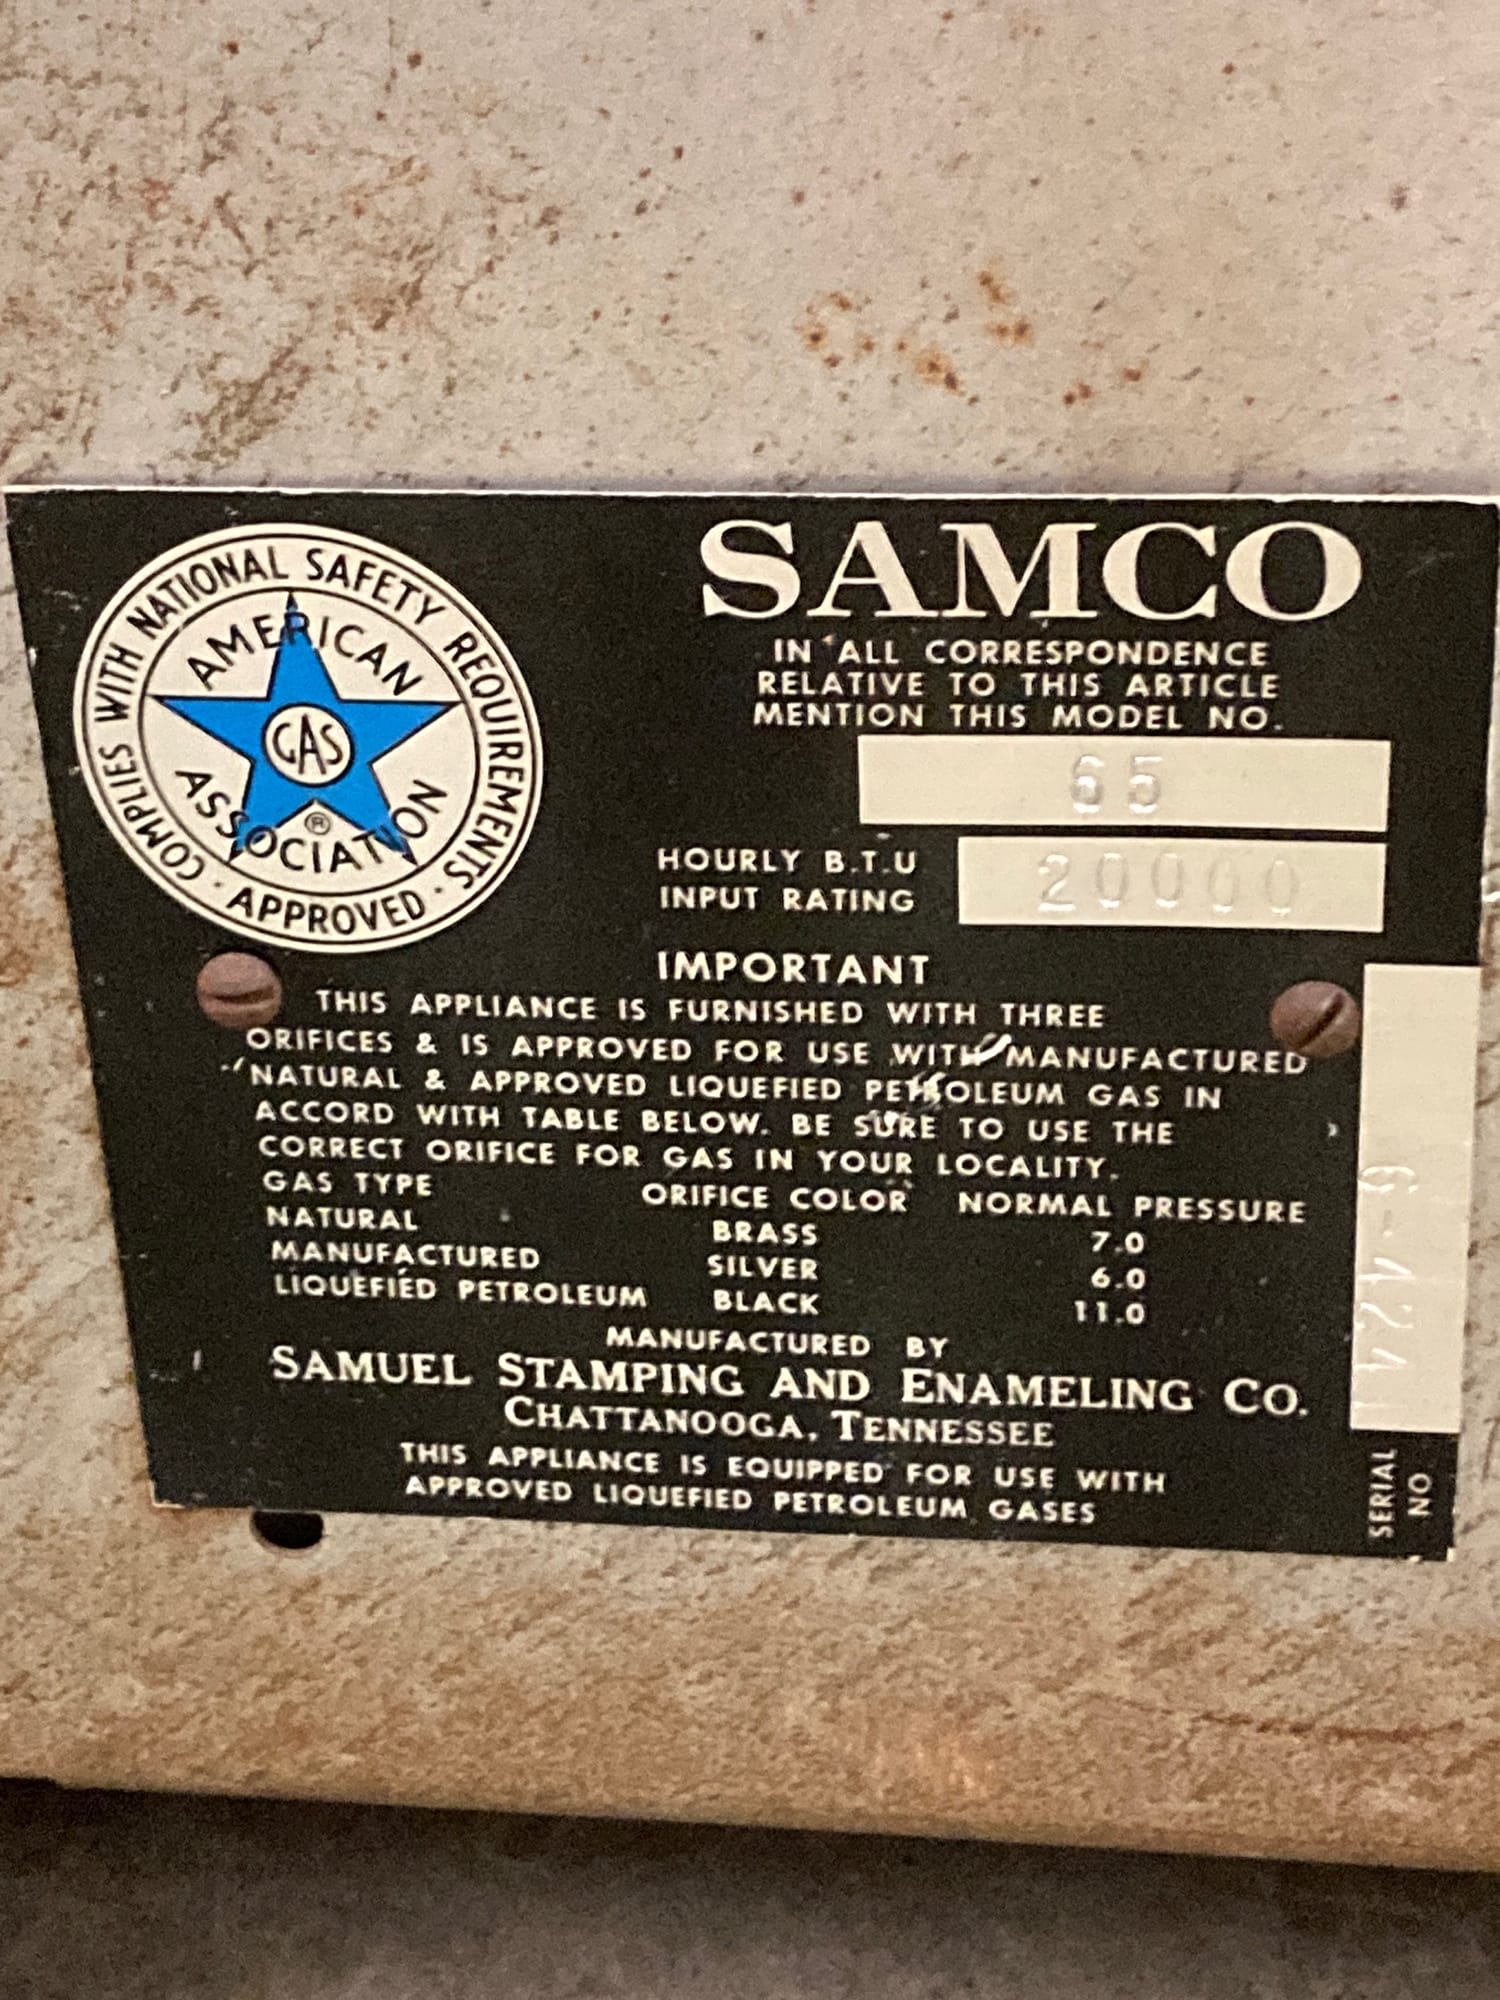 COMPLIES WITH NATIONAL SAFETY REQUIREMENTS · APPROVED ·
AMERICAN
GAS
ASSOCIATION
®
SAMCO
IN ALL CORRESPONDENCE
RELATIVE TO THIS ARTICLE
MENTION THIS MODEL NO.
65
HOURLY B.T.U
INPUT RATING
20000
IMPORTANT
THIS APPLIANCE IS FURNISHED WITH THREE
ORIFICES & IS APPROVED FOR USE WITH MANUFACTURED
NATURAL & APPROVED LIQUEFIED PETROLEUM GAS IN
ACCORD WITH TABLE BELOW. BE SURE TO USE THE
CORRECT ORIFICE FOR GAS IN YOUR LOCALITY.
GAS TYPE ORIFICE COLOR NORMAL PRESSURE
NATURAL BRASS 7.0
MANUFACTURED SILVER 6.0
LIQUEFIED PETROLEUM BLACK 11.0
MANUFACTURED BY
SAMUEL STAMPING AND ENAMELING CO.
CHATTANOOGA, TENNESSEE
THIS APPLIANCE IS EQUIPPED FOR USE WITH
APPROVED LIQUEFIED PETROLEUM GASES
SERIAL
NO